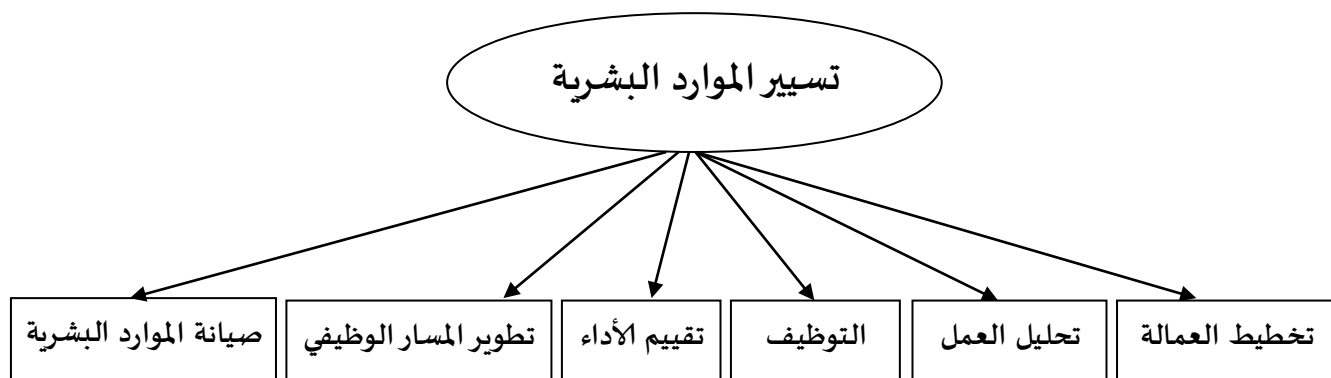 تسيير الموارد البشرية
تخطيط العمالة
تحليل العمل
التوظيف
تقييم الأداء
تطوير المسار الوظيفي
صيانة الموارد البشرية